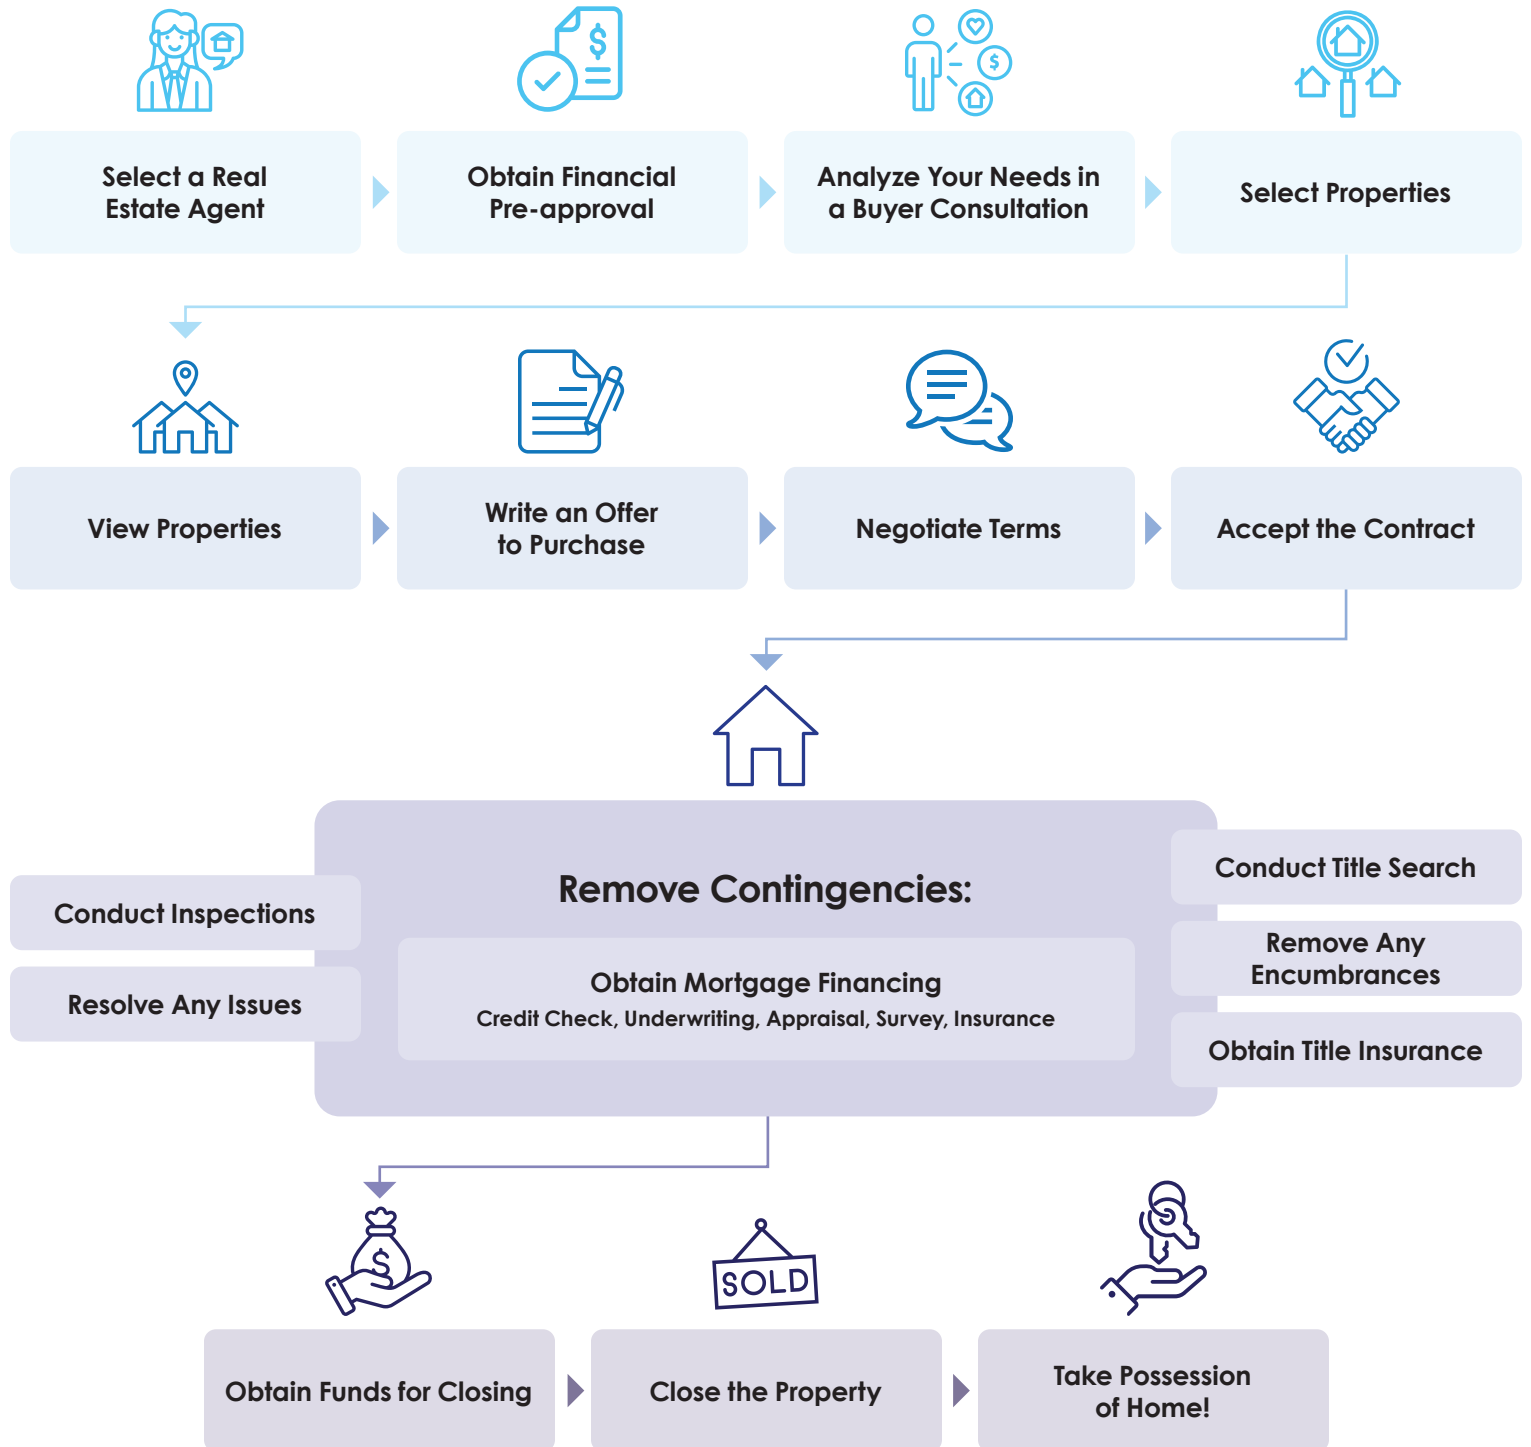 Select a Real
Estate Agent
Obtain Financial
Pre-approval
Analyze Your Needs in
a Buyer Consultation
Select Properties
View Properties
Write an Offer
to Purchase
Negotiate Terms
Accept the Contract
Remove Contingencies:
Conduct Inspections
Resolve Any Issues
Obtain Mortgage Financing
Credit Check, Underwriting, Appraisal, Survey, Insurance
Conduct Title Search
Remove Any
Encumbrances
Obtain Title Insurance
SOLD
Obtain Funds for Closing
Close the Property
Take Possession
of Home!